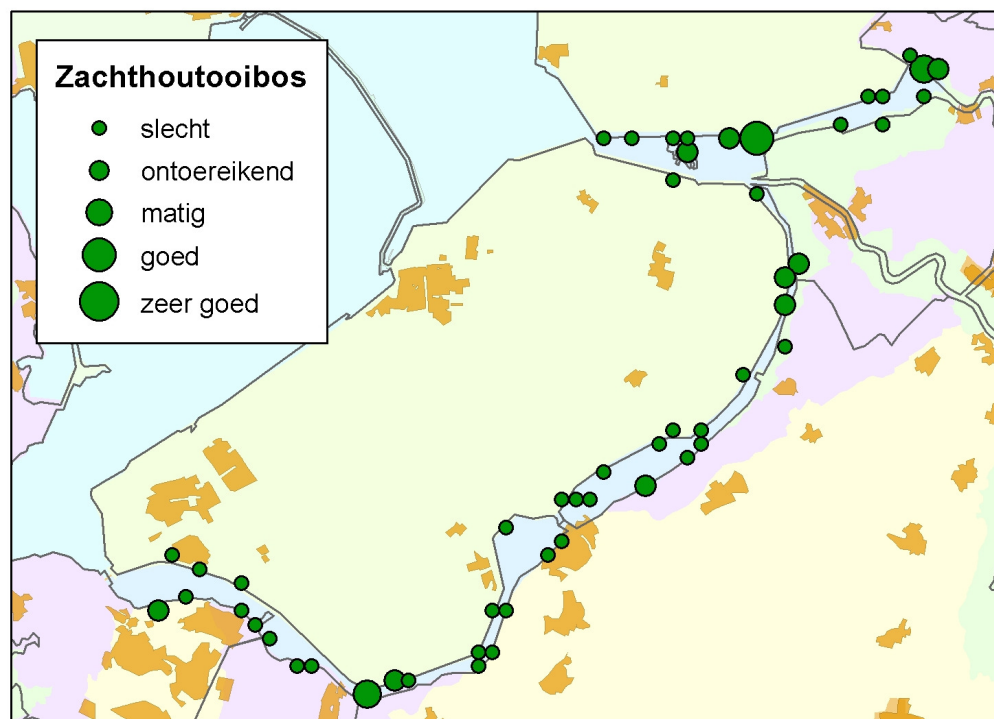 Zachthoutooibos
slecht
ontoereikend
matig
goed
zeer goed